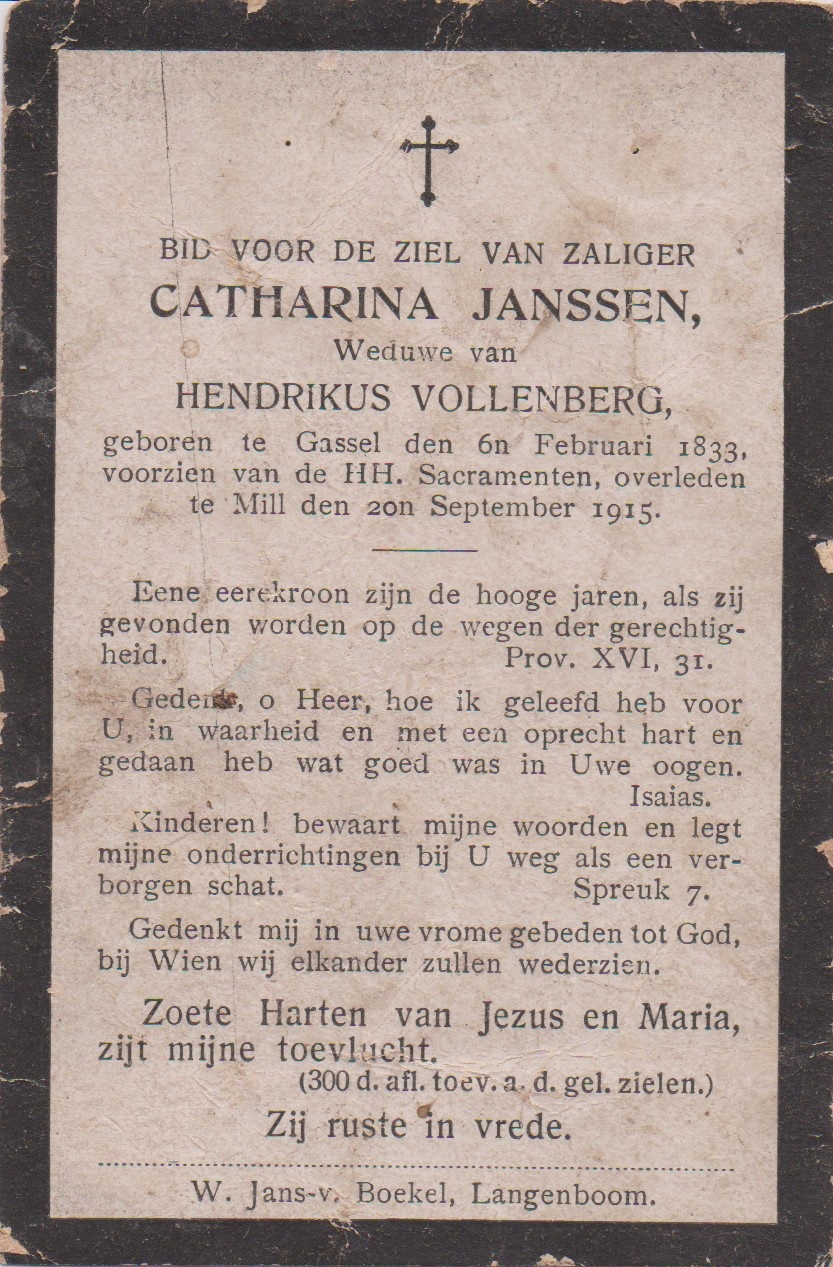 BID VOOR DE ZIEL VAN ZALIGER
CATHARINA JANSSEN,
Weduwe van
HENDRIKUS VOLLENBERG,
geboren te Gassel den 6n Februari 1833,
voorzien van de HH. Sacramenten, overleden
te Mill den 20n September 1915.
Eene eerekroon zijn de hooge jaren, als zij
gevonden worden op de wegen der gerechtig-
heid. Prov. XVI, 31.
Gedenk, o Heer, hoe ik geleefd heb voor
U, in waarheid en met een oprecht hart en
gedaan heb wat goed was in Uwe oogen.
Isaias.
Kinderen! bewaart mijne woorden en legt
mijne onderrichtingen bij U weg als een ver-
borgen schat. Spreuk 7.
Gedenkt mij in uwe vrome gebeden tot God,
bij Wien wij elkander zullen wederzien.
Zoete Harten van Jezus en Maria,
zijt mijne toevlucht.
(300 d. afl. toev. a. d. gel. zielen.)
Zij ruste in vrede.
W. Jans-v. Boekel, Langenboom.